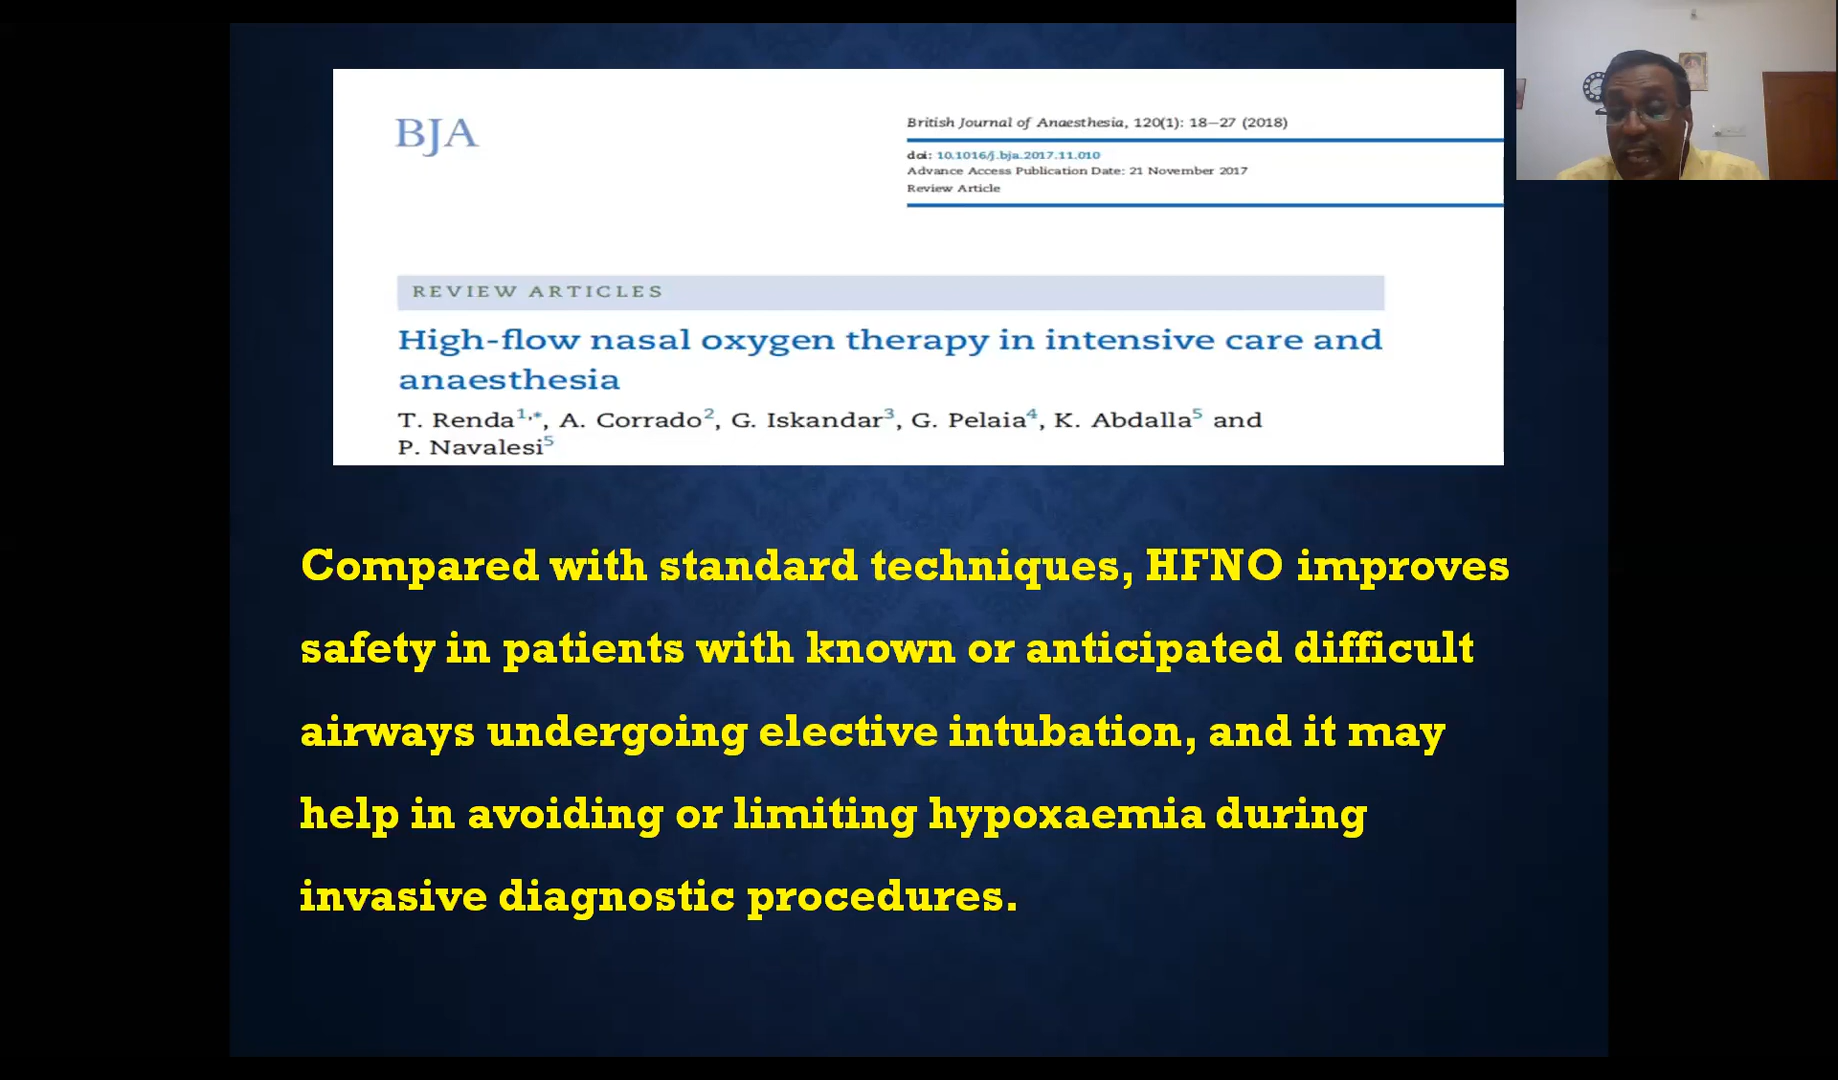 BJA
British Journal of Anaesthesia, 120(1): 18–27 (2018)
doi: 10.1016/j.bja.2017.11.010
Advance Access Publication Date: 21 November 2017
Review Article
REVIEW ARTICLES
High-flow nasal oxygen therapy in intensive care and
anaesthesia
T. Renda1,*, A. Corrado2, G. Iskandar3, G. Pelaia4, K. Abdalla5 and
P. Navalesi5
Compared with standard techniques, HFNO improves
safety in patients with known or anticipated difficult
airways undergoing elective intubation, and it may
help in avoiding or limiting hypoxaemia during
invasive diagnostic procedures.